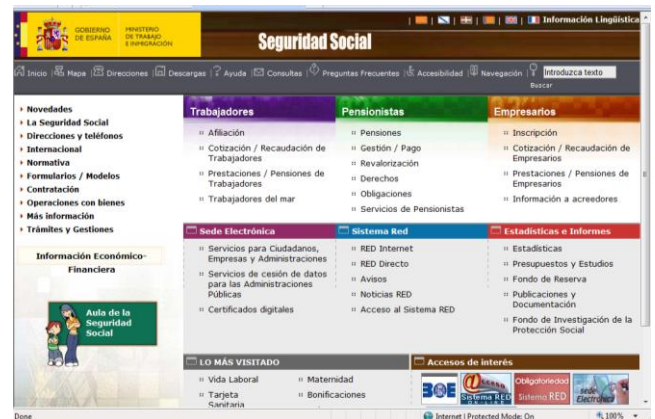 GOBIERNO
DE ESPAÑA
MINISTERIO
DE TRABAJO
E INMIGRACIÓN
Información Lingüística
Seguridad Social
Inicio | Mapa | Direcciones | Descargas | ? Ayuda | Consultas | Preguntas Frecuentes | Accesibilidad | Navegación | Introduzca texto
Buscar
Novedades
La Seguridad Social
Direcciones y teléfonos
Internacional
Normativa
Formularios / Modelos
Contratación
Operaciones con bienes
Más información
Trámites y Gestiones
Información Económico-
Financiera
Aula de la
Seguridad
Social
Trabajadores
Afiliación
Cotización / Recaudación de
Trabajadores
Prestaciones / Pensiones de
Trabajadores
Trabajadores del mar
Pensionistas
Pensiones
Gestión / Pago
Revalorización
Derechos
Obligaciones
Servicios de Pensionistas
Empresarios
Inscripción
Cotización / Recaudación de
Empresarios
Prestaciones / Pensiones de
Empresarios
Información a acreedores
Sede Electrónica
Servicios para Ciudadanos,
Empresas y Administraciones
Servicios de cesión de datos
para las Administraciones
Públicas
Certificados digitales
Sistema Red
RED Internet
RED Directo
Avisos
Noticias RED
Acceso al Sistema RED
Estadísticas e Informes
Estadísticas
Presupuestos y Estudios
Fondo de Reserva
Publicaciones y
Documentación
Fondo de Investigación de la
Protección Social
LO MÁS VISITADO
Vida Laboral
Tarjeta
Sanitaria
Maternidad
Bonificaciones
Accesos de interés
BOE
Sistema RED
Obligatoriedad
Sistema RED
sede
Electrónica
Done
Internet | Protected Mode: On
100%